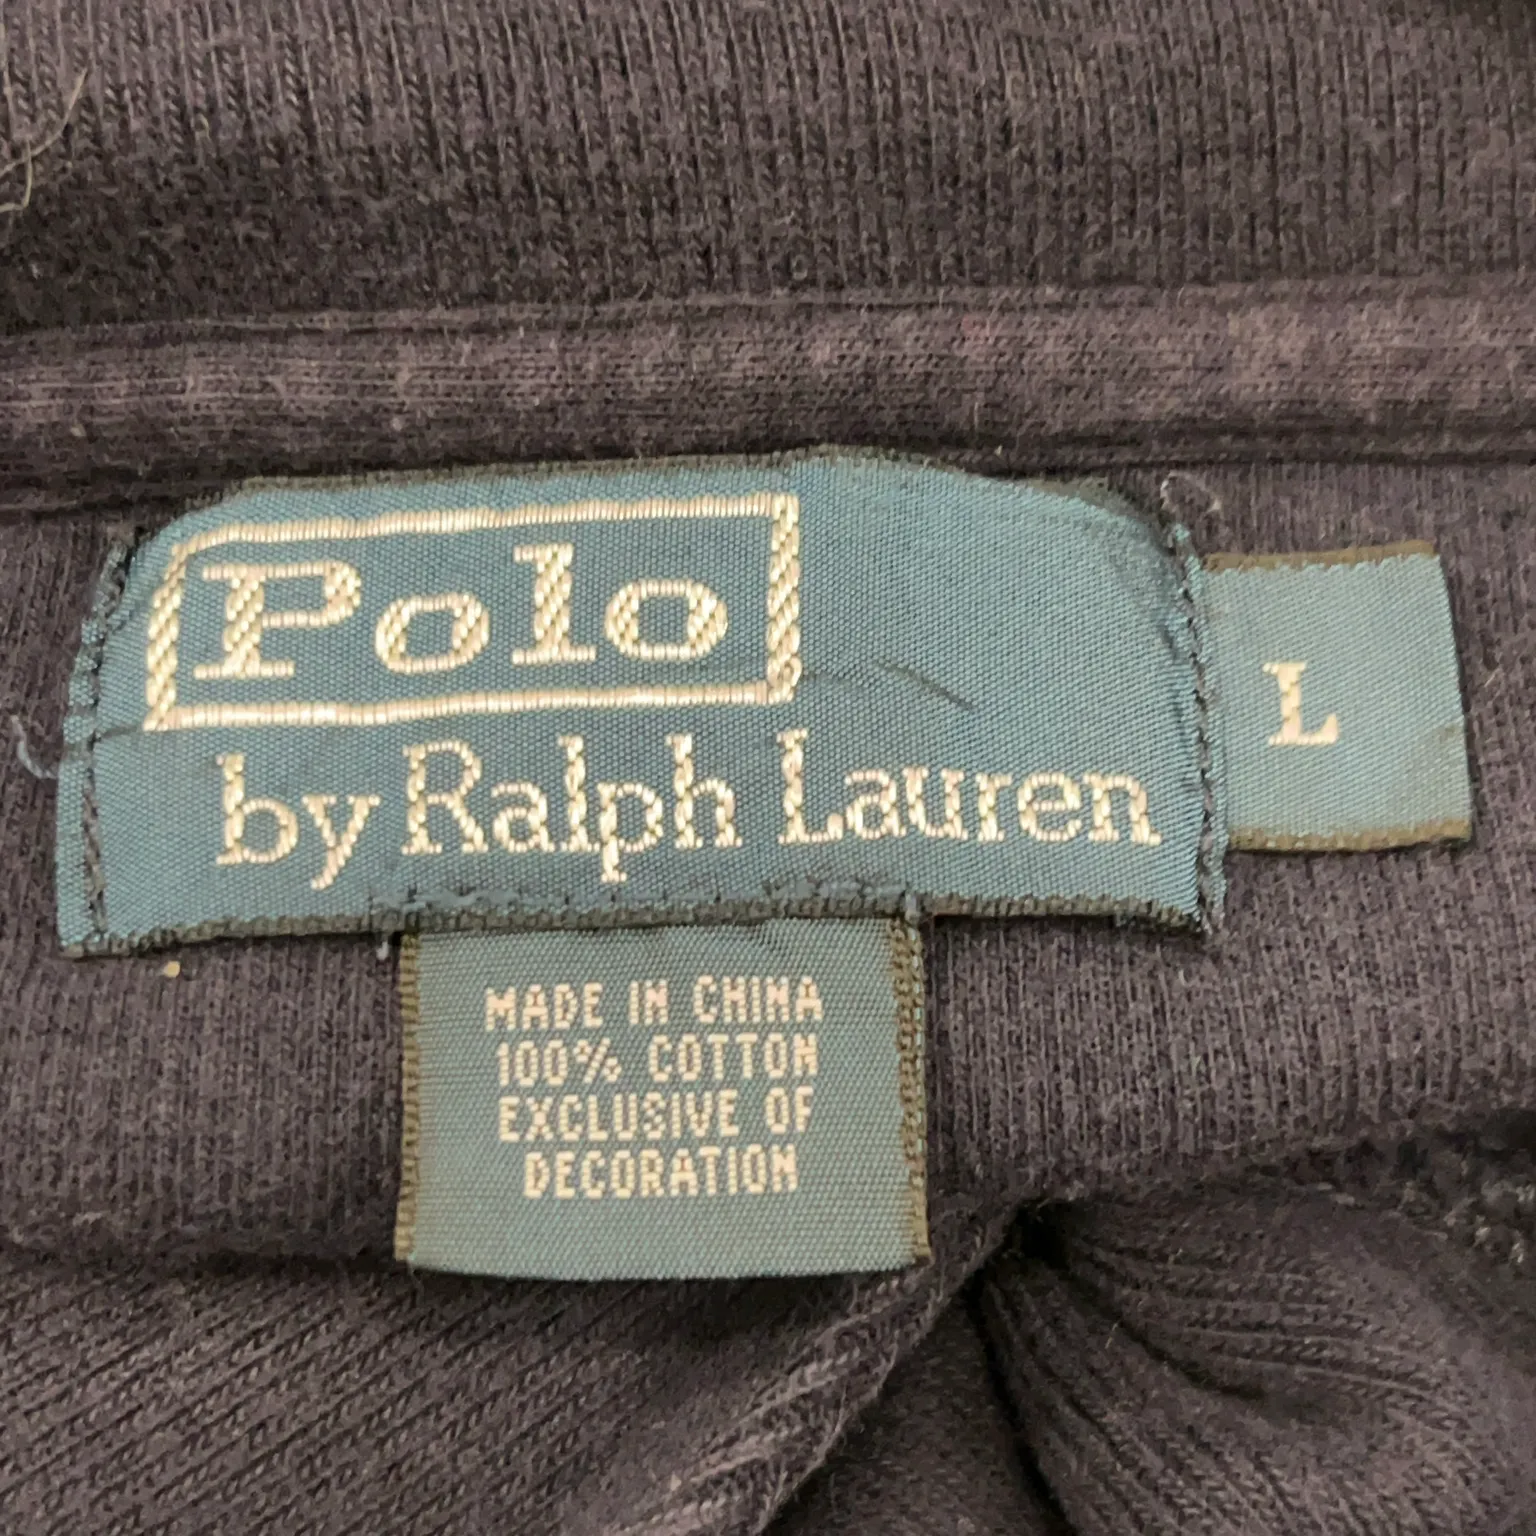 Polo
by Ralph Lauren
L
MADE IN CHINA
100% COTTON
EXCLUSIVE OF
DECORATION